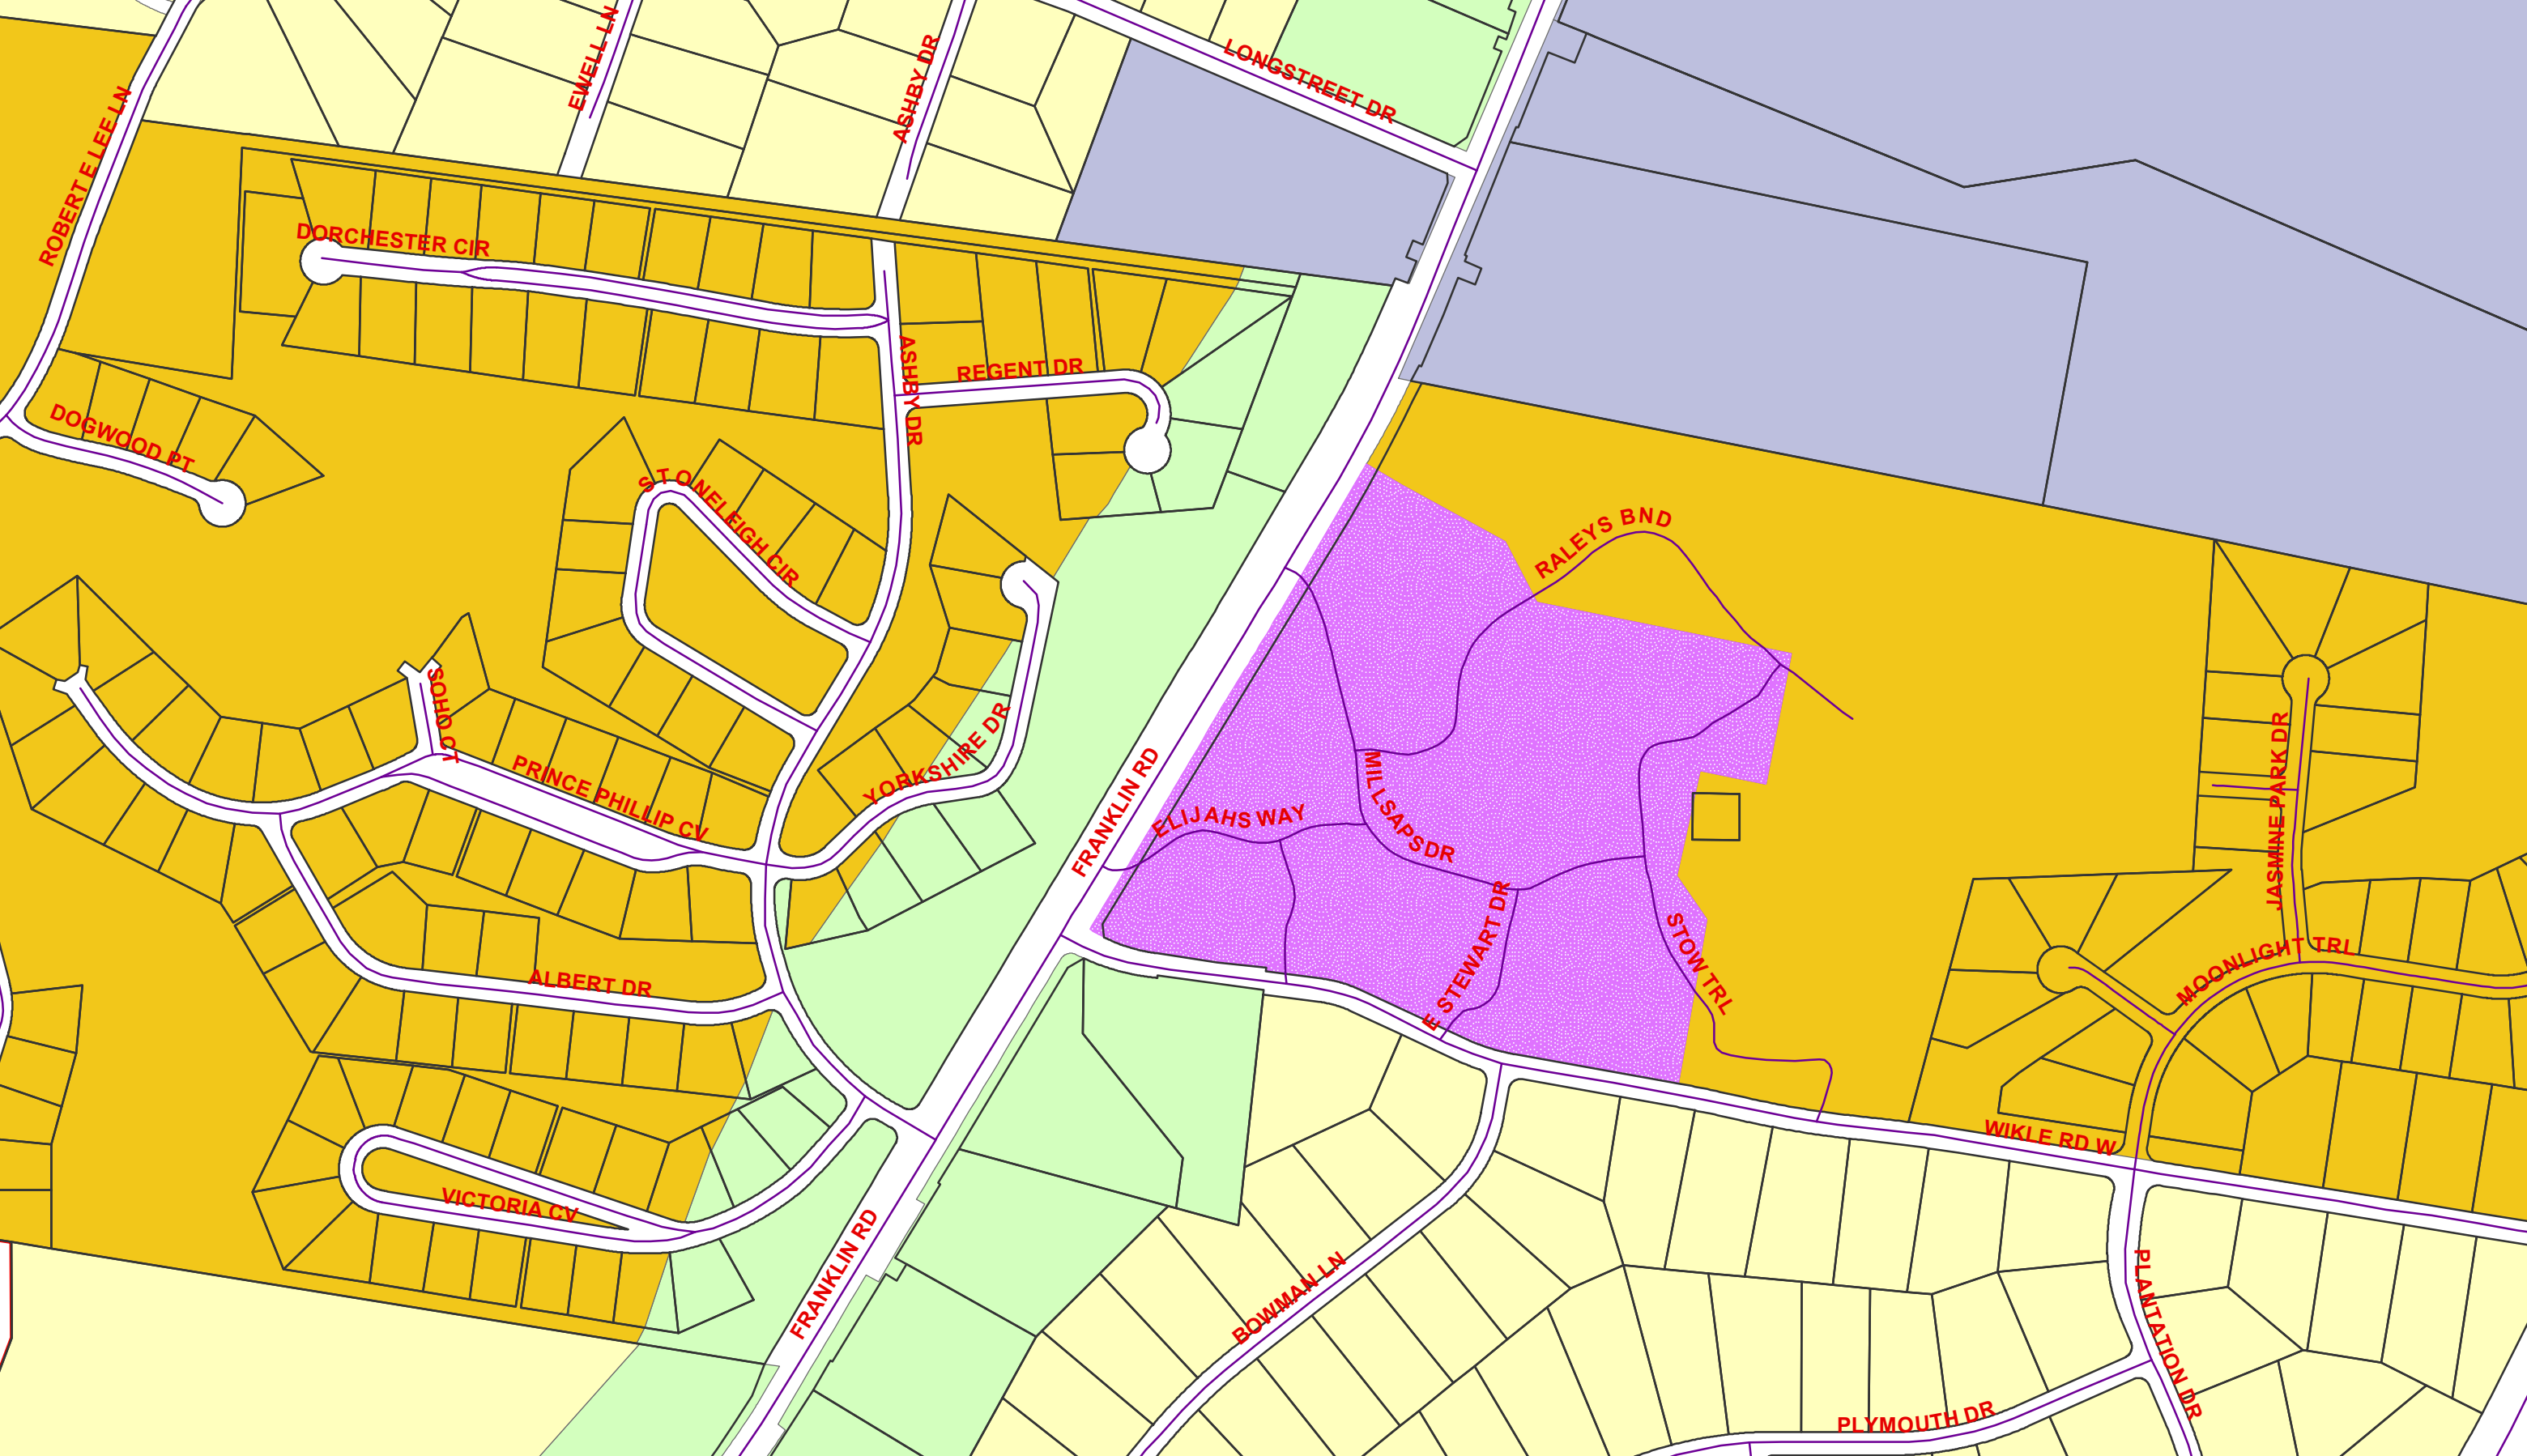 EWELL LN
ASHBY DR
LONGSTREET DR
ROBERT E LEE LN
DORCHESTER CIR
ASHBY DR
REGENT DR
DOGWOOD PT
STONELEIGH CIR
RALEYS BND
SOHO CT
PRINCE PHILLIP CV
YORKSHIRE DR
FRANKLIN RD
ELIJAHS WAY
MILLSAPS DR
JASMINE PARK DR
E STEWART DR
STOW TRL
MOONLIGHT TRL
ALBERT DR
WIKLE RD W
VICTORIA CV
FRANKLIN RD
BOWMAN LN
PLANTATION DR
PLYMOUTH DR